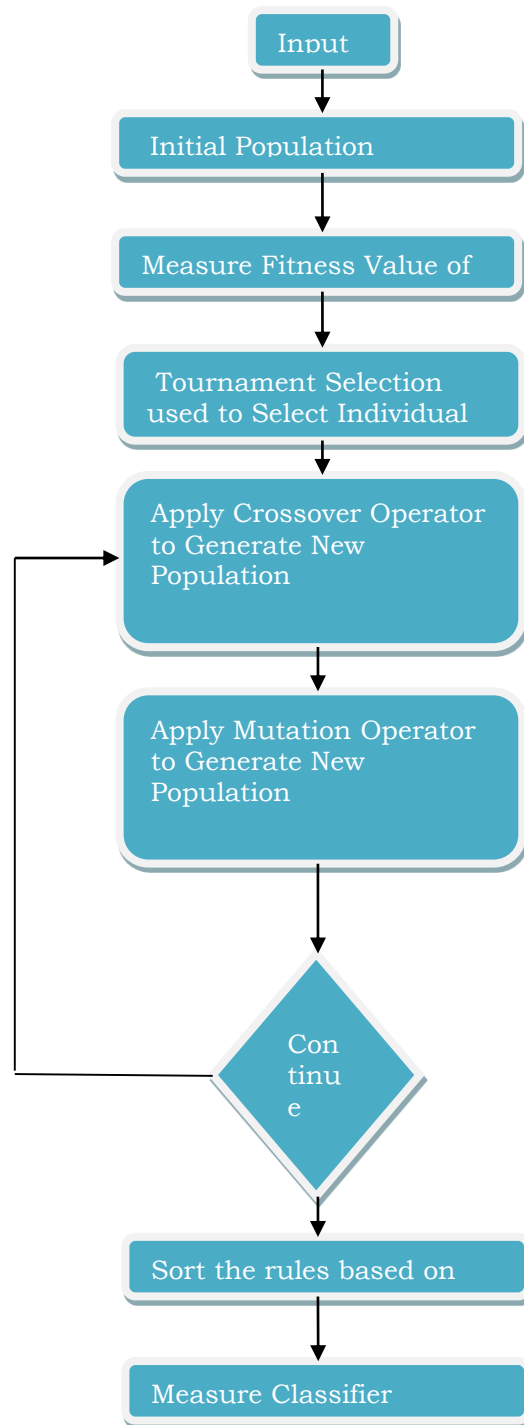 Input
Initial Population
Measure Fitness Value of
Tournament Selection
used to Select Individual
Apply Crossover Operator
to Generate New
Population
Apply Mutation Operator
to Generate New
Population
Con
tinu
e
Sort the rules based on
Measure Classifier